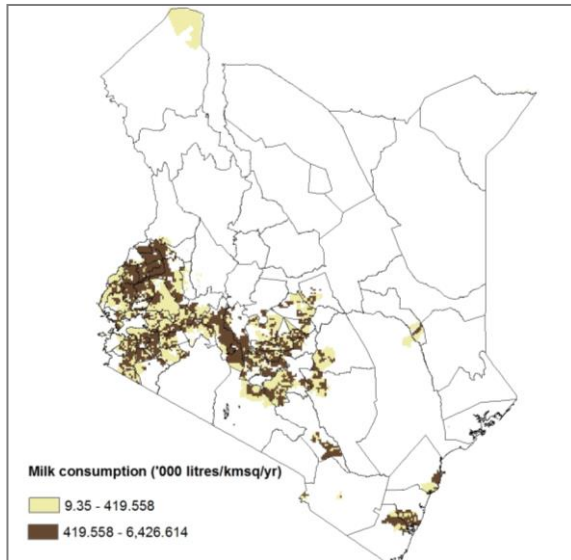 Milk consumption ('000 litres/kmsq/yr)
9.35 - 419.558
419.558 - 6,426.614